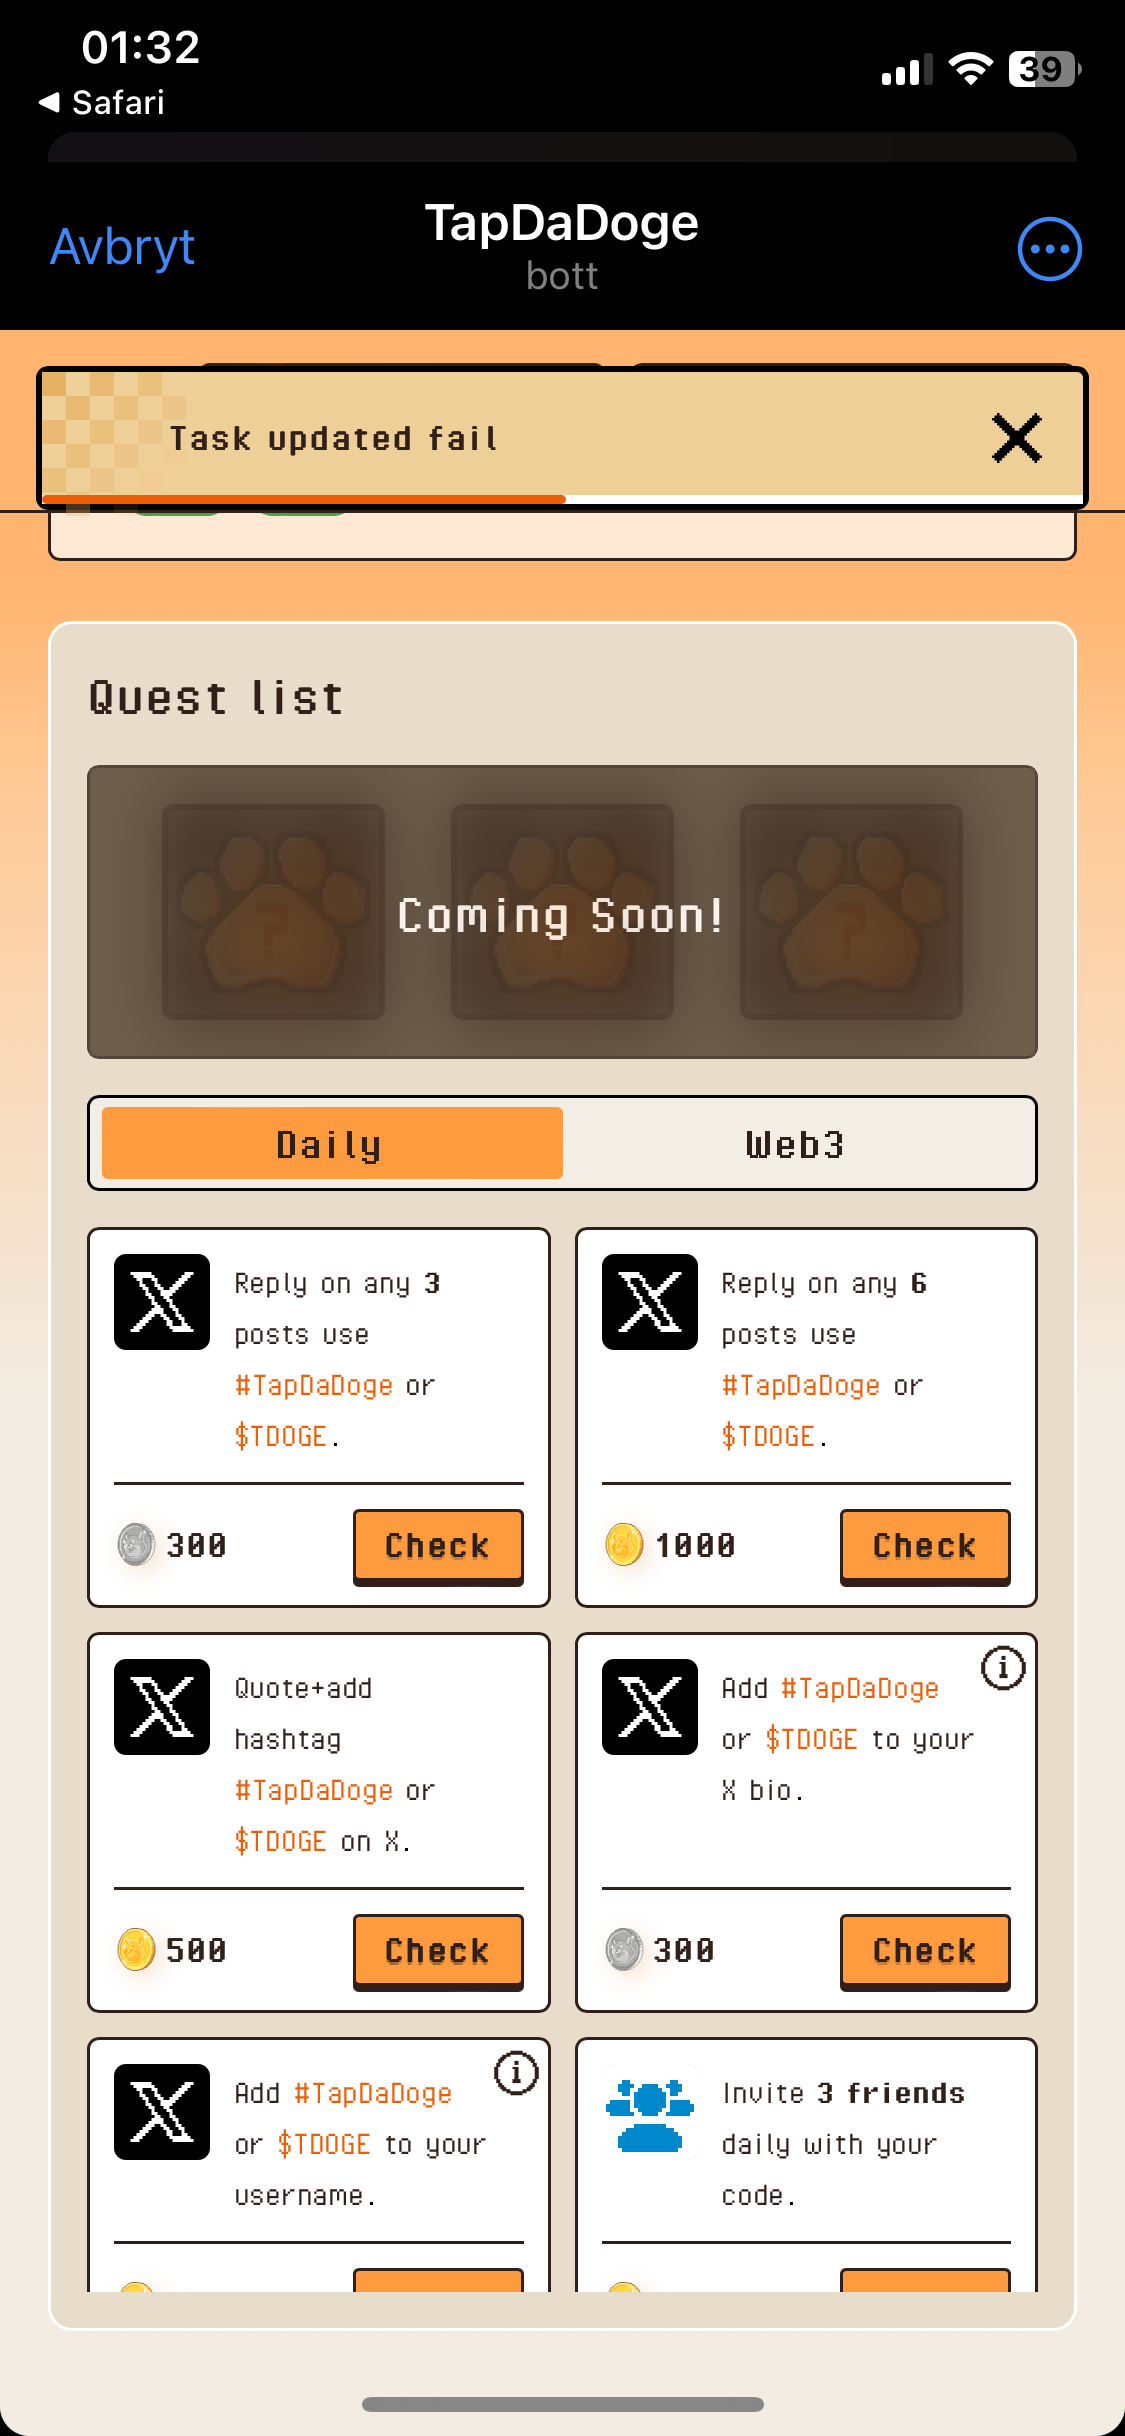 01:32
39
◀ Safari
Avbryt
TapDaDoge
bott
Task updated fail
Quest list
Coming Soon!
Daily
Web3
Reply on any 3
posts use
#TapDaDoge or
$TDOGE.
300
Check
Reply on any 6
posts use
#TapDaDoge or
$TDOGE.
1000
Check
Quote+add
hashtag
#TapDaDoge or
$TDOGE on X.
500
Check
Add #TapDaDoge
or $TDOGE to your
X bio.
300
Check
Add #TapDaDoge
or $TDOGE to your
username.
Invite 3 friends
daily with your
code.